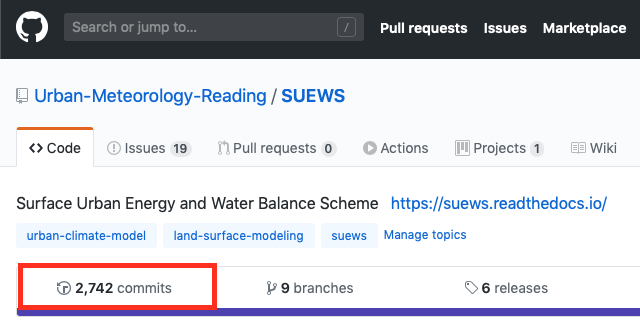 Search or jump to... / Pull requests Issues Marketplace
Urban-Meteorology-Reading / SUEWS
Code Issues 19 Pull requests 0 Actions Projects 1 Wiki
Surface Urban Energy and Water Balance Scheme https://suews.readthedocs.io/
urban-climate-model land-surface-modeling suews Manage topics
2,742 commits 9 branches 6 releases